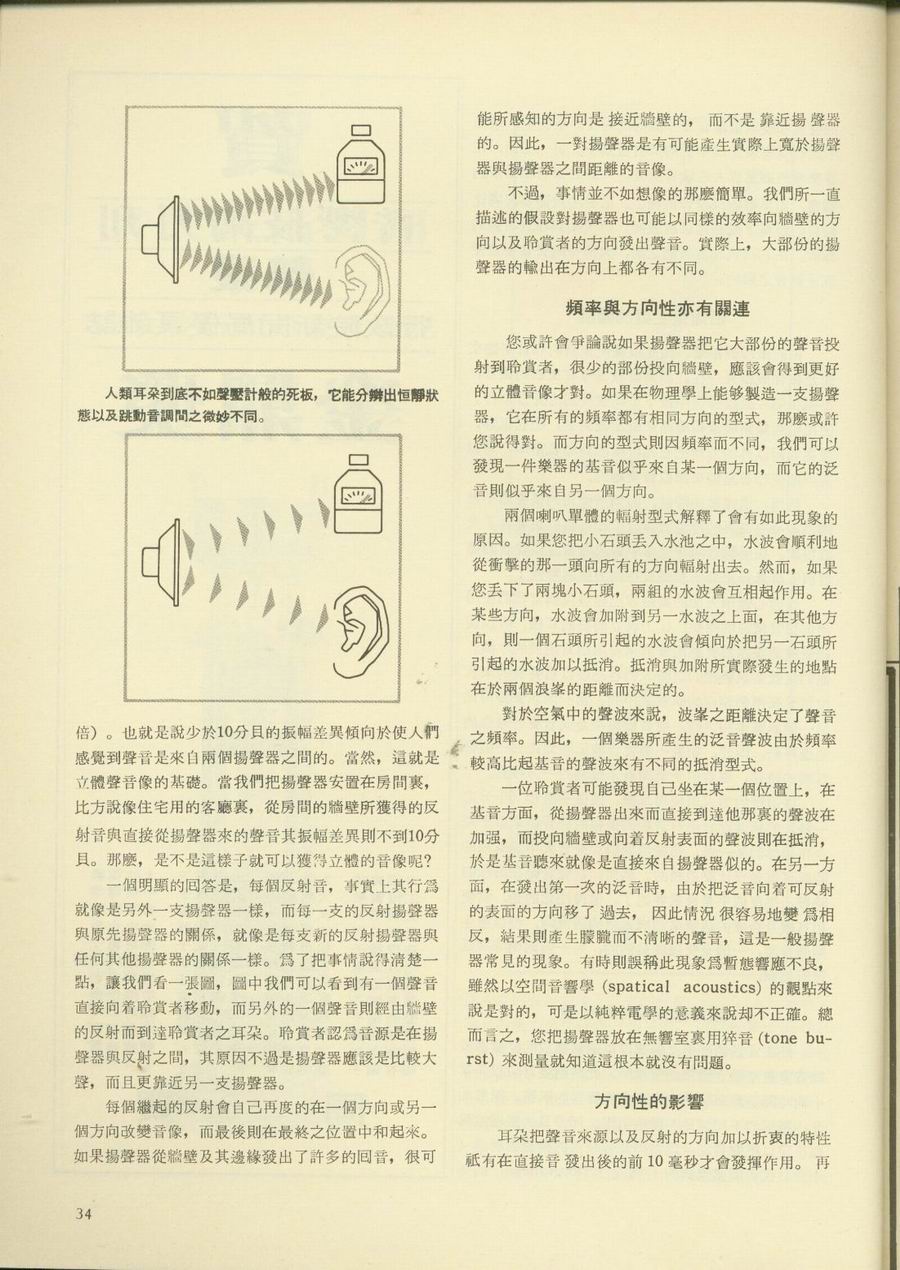 人類耳朶到底不如聲壓計般的死板，它能分辨出恒靜狀
態以及跳動音調間之微妙不同。
倍）。也就是說少於10分貝的振幅差異傾向於使人們
感覺到聲音是來自兩個揚聲器之間的。當然，這就是
立體聲音像的基礎。當我們把揚聲器安置在房間裏，
比方說像住宅用的客廳裏，從房間的牆壁所獲得的反
射音與直接從揚聲器來的聲音其振幅差異則不到10分
貝。那麽，是不是這樣子就可以獲得立體的音像呢?
一個明顯的回答是，每個反射音，事實上其行爲
就像是另外一支揚聲器一樣，而每一支的反射揚聲器
與原先揚聲器的關係，就像是每支新的反射揚聲器與
任何其他揚聲器的關係一樣。爲了把事情說得清楚一
點，讓我們看一張圖，圖中我們可以看到有一個聲音
直接向着聆賞者移動，而另外的一個聲音則經由牆壁
的反射而到達聆賞者之耳朶。聆賞者認爲音源是在揚
聲器與反射之間，其原因不過是揚聲器應該是比較大
聲，而且更靠近另一支揚聲器。
每個繼起的反射會自己再度的在一個方向或另一
個方向改變音像，而最後則在最終之位置中和起來。
如果揚聲器從牆壁及其邊緣發出了許多的回音，很可
能所感知的方向是接近牆壁的，而不是靠近揚聲器
的。因此，一對揚聲器是有可能產生實際上寬於揚聲
器與揚聲器之間距離的音像。
不過，事情並不如想像的那麽簡單。我們所一直
描述的假設對揚聲器也可能以同樣的效率向牆壁的方
向以及聆賞者的方向發出聲音。實際上，大部份的揚
聲器的輸出在方向上都各有不同。
頻率與方向性亦有關連
您或許會爭論說如果揚聲器把它大部份的聲音投
射到聆賞者，很少的部份投向牆壁，應該會得到更好
的立體音像才對。如果在物理學上能够製造一支揚聲
器，它在所有的頻率都有相同方向的型式，那麽或許
您說得對。而方向的型式則因頻率而不同，我們可以
發現一件樂器的基音似乎來自某一個方向，而它的泛
音則似乎來自另一個方向。
兩個喇叭單體的輻射型式解釋了會有如此現象的
原因。如果您把小石頭丢入水池之中，水波會順利地
從衝擊的那一頭向所有的方向輻射出去。然而，如果
您丢下了兩塊小石頭，兩組的水波會互相起作用。在
某些方向，水波會加附到另一水波之上面，在其他方
向，則一個石頭所引起的水波會傾向於把另一石頭所
引起的水波加以抵消。抵消與加附所實際發生的地點
在於兩個浪峯的距離而決定的。
對於空氣中的聲波來說，波峯之距離決定了聲音
之頻率。因此，一個樂器所產生的泛音聲波由於頻率
較高比起基音的聲波來有不同的抵消型式。
一位聆賞者可能發現自己坐在某一個位置上，在
基音方面，從揚聲器出來而直接到達他那裏的聲波在
加强，而投向牆壁或向着反射表面的聲波則在抵消，
於是基音聽來就像是直接來自揚聲器似的。在另一方
面，在發出第一次的泛音時，由於把泛音向着可反射
的表面的方向移了過去，因此情況很容易地變爲相
反，結果則產生朦朧而不清晰的聲音，這是一般揚聲
器常見的現象。有時則誤稱此現象爲暫態響應不良，
雖然以空間音響學 (spatical acoustics) 的觀點來
說是對的，可是以純粹電學的意義來說却不正確。總
而言之，您把揚聲器放在無響室裏用猝音 (tone bu-
rst) 來測量就知道這根本就沒有問題。
方向性的影響
耳朶把聲音來源以及反射的方向加以折衷的特性
祗有在直接音發出後的前 10 毫秒才會發揮作用。再
34